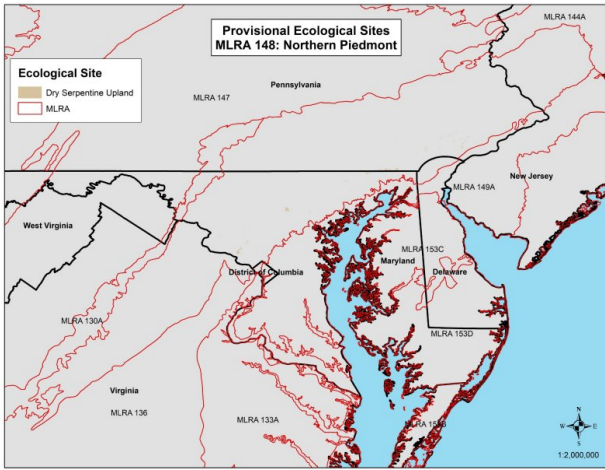 Provisional Ecological Sites
MLRA 148: Northern Piedmont
MLRA 144A
Ecological Site
Dry Serpentine Upland
MLRA
Pennsylvania
MLRA 147
New Jersey
MLRA 149A
West Virginia
MLRA 153C
Maryland
Delaware
District of Columbia
MLRA 130A
MLRA 153D
Virginia
MLRA 136
MLRA 133A
N
W
E
S
1:2,000,000